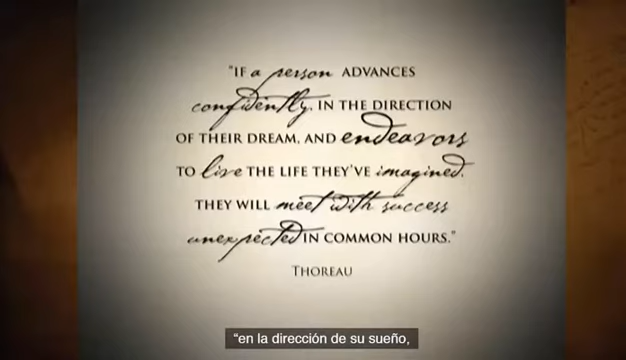 "IF a person ADVANCES
confidently, IN THE DIRECTION
OF THEIR DREAM, AND endeavors
TO live THE LIFE THEY'VE imagined,
THEY WILL meet with success
unexpected IN COMMON HOURS."
THOREAU
“en la dirección de su sueño,